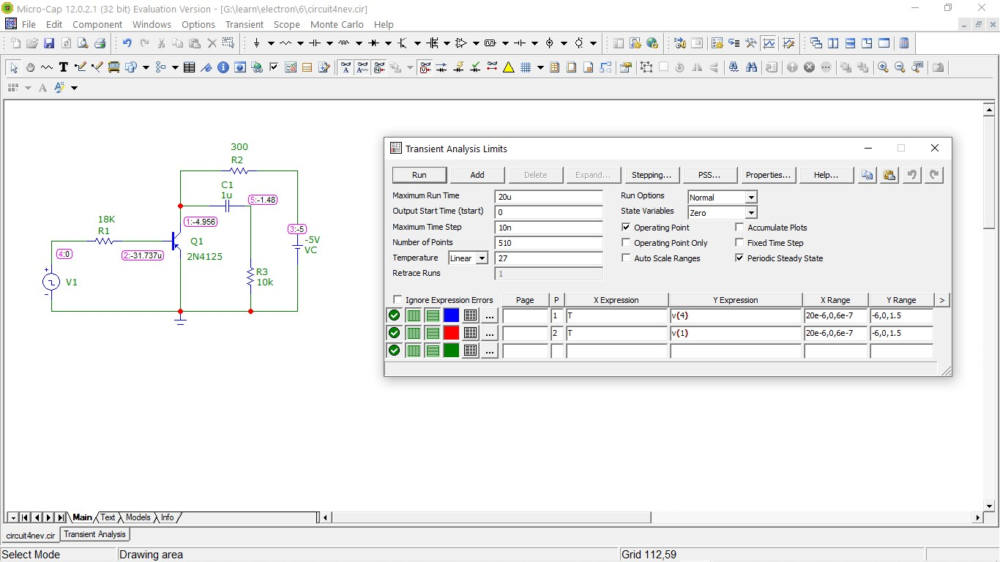 Micro-Cap 12.0.2.1 (32 bit) Evaluation Version - [G:\learn\electron\6\circuit4nev.cir]
File Edit Component Windows Options Transient Scope Monte Carlo Help
300
R2
C1
1u
5:-1.48
1:-4.956
18K
R1
Q1
2N4125
2:-31.737u
4:0
V1
3:-5
-5V
VC
R3
10k
Transient Analysis Limits
Run Add Delete Expand... Stepping... PSS... Properties... Help...
Maximum Run Time 20u Run Options Normal
Output Start Time (tstart) 0 State Variables Zero
Maximum Time Step 10n Operating Point Accumulate Plots
Number of Points 510 Operating Point Only Fixed Time Step
Temperature Linear 27 Auto Scale Ranges Periodic Steady State
Retrace Runs 1
Ignore Expression Errors Page P X Expression Y Expression X Range Y Range >
... 1 T v(4) 20e-6,0,6e-7 -6,0,1.5
... 2 T v(1) 20e-6,0,6e-7 -6,0,1.5
...
Main Text Models Info
circuit4nev.cir Transient Analysis
Select Mode Drawing area Grid 112,59